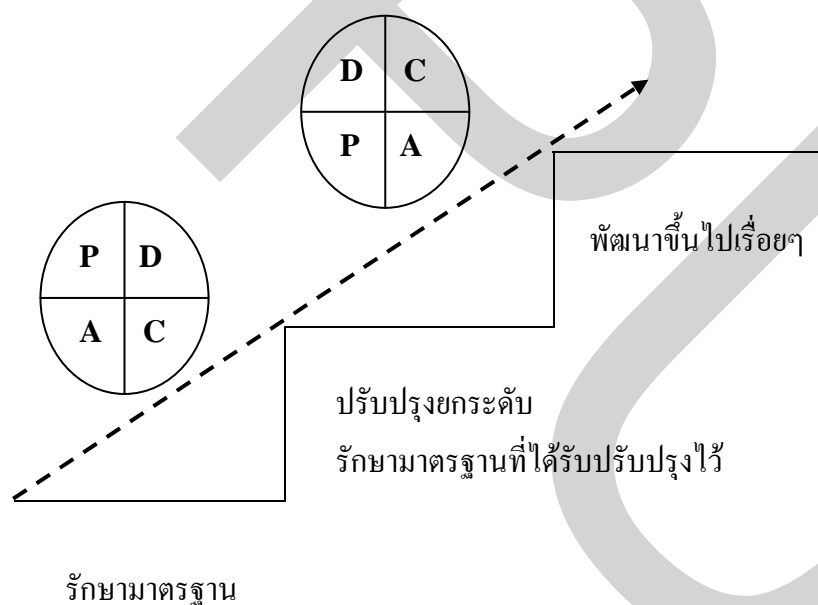 D C
P A
P D
A C
พัฒนาขึ้นไปเรื่อยๆ
ปรับปรุงยกระดับ
รักษามาตรฐานที่ได้รับปรับปรุงไว้
รักษามาตรฐาน